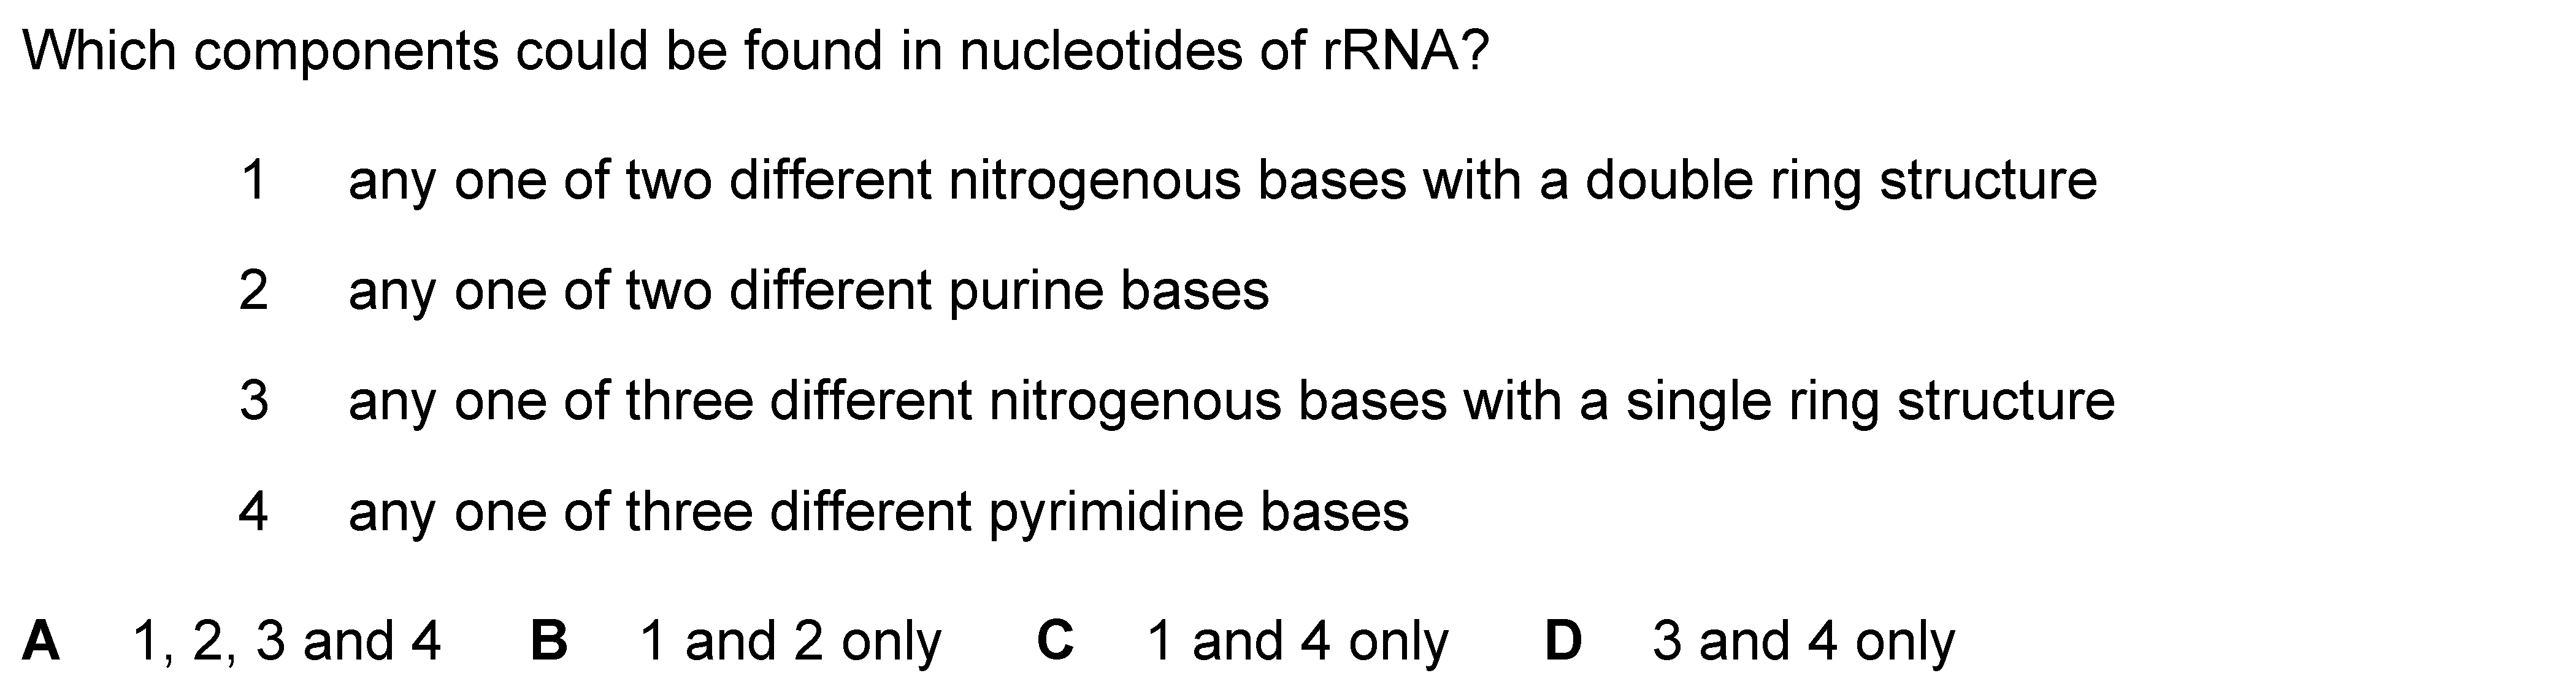 Which components could be found in nucleotides of rRNA?
1 any one of two different nitrogenous bases with a double ring structure
2 any one of two different purine bases
3 any one of three different nitrogenous bases with a single ring structure
4 any one of three different pyrimidine bases
A 1, 2, 3 and 4 B 1 and 2 only C 1 and 4 only D 3 and 4 only